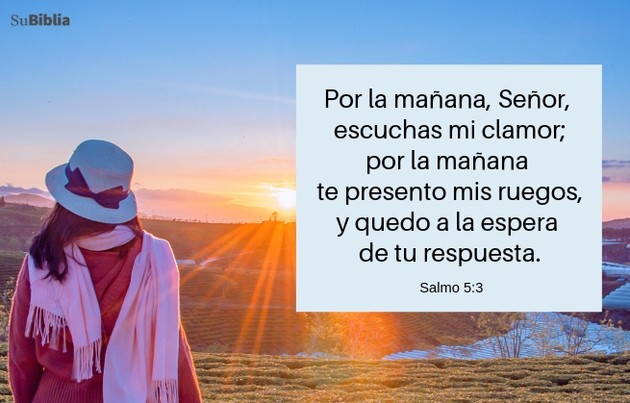 SuBiblia
Por la mañana, Señor,
escuchas mi clamor;
por la mañana
te presento mis ruegos,
y quedo a la espera
de tu respuesta.
Salmo 5:3